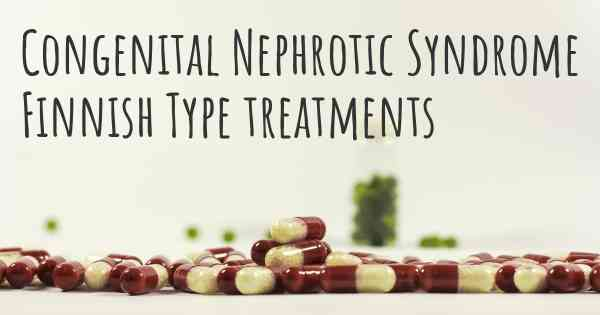 Congenital Nephrotic Syndrome
Finnish Type treatments